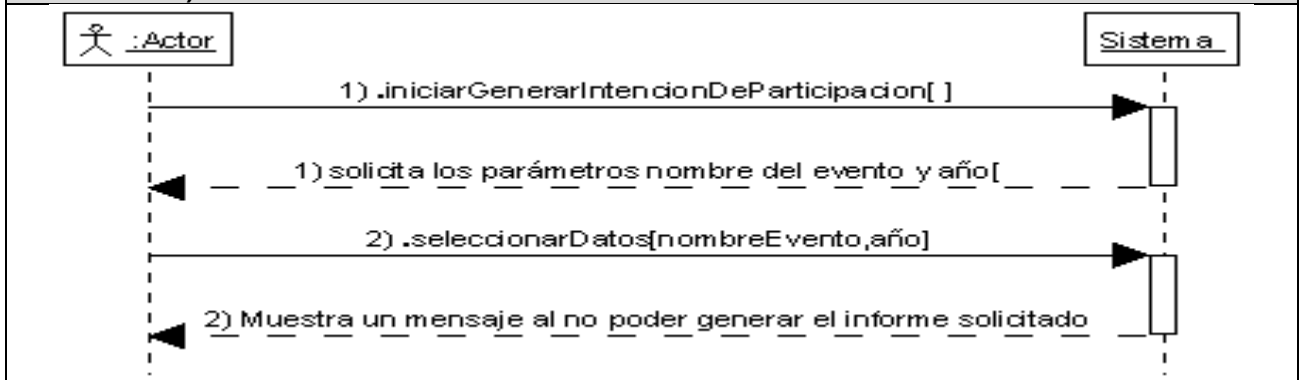 :Actor
Sistema
1) .iniciarGenerarIntencionDeParticipacion[ ]
1) solicita los parámetros nombre del evento y año[
2) .seleccionarDatos[nombreEvento,año]
2) Muestra un mensaje al no poder generar el informe solicitado